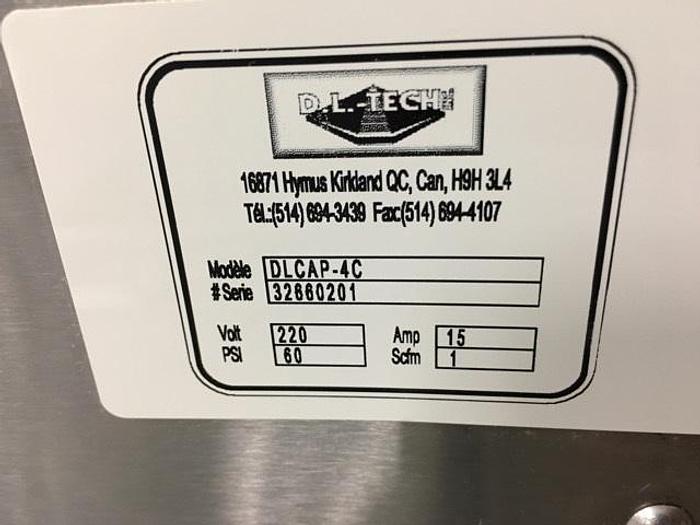 D.L.-TECH INC
16871 Hymus Kirkland QC, Can, H9H 3L4
Tél.:(514) 694-3439 Fax:(514) 694-4107
Modèle DLCAP-4C
# Serie 32660201
Volt 220 Amp 15
PSI 60 Scfm 1